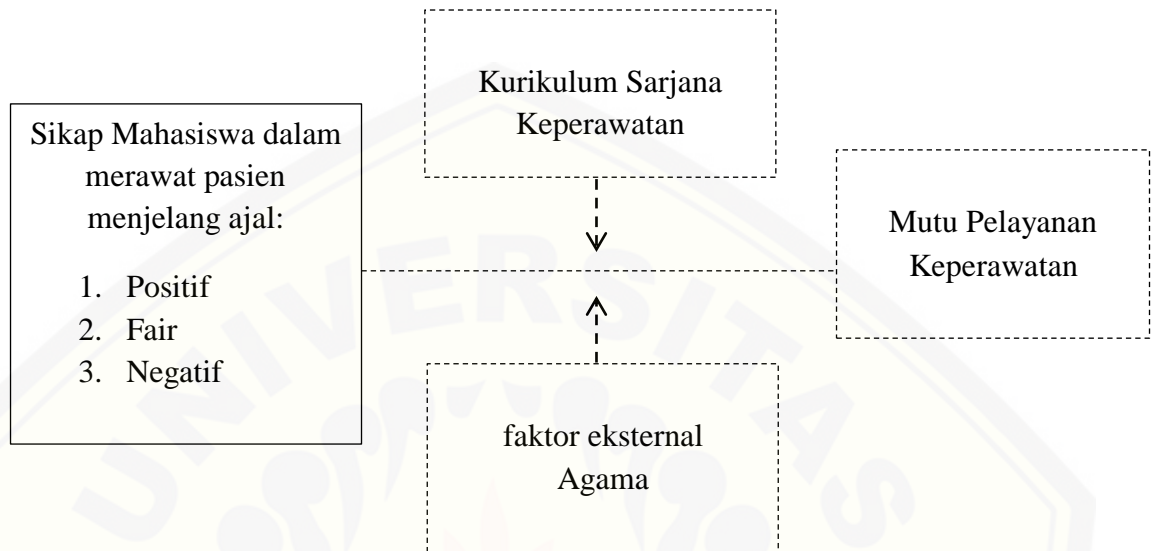 Kurikulum Sarjana
Keperawatan
Sikap Mahasiswa dalam
merawat pasien
menjelang ajal:
1. Positif
2. Fair
3. Negatif
Mutu Pelayanan
Keperawatan
faktor eksternal
Agama
UNIVERSITAS